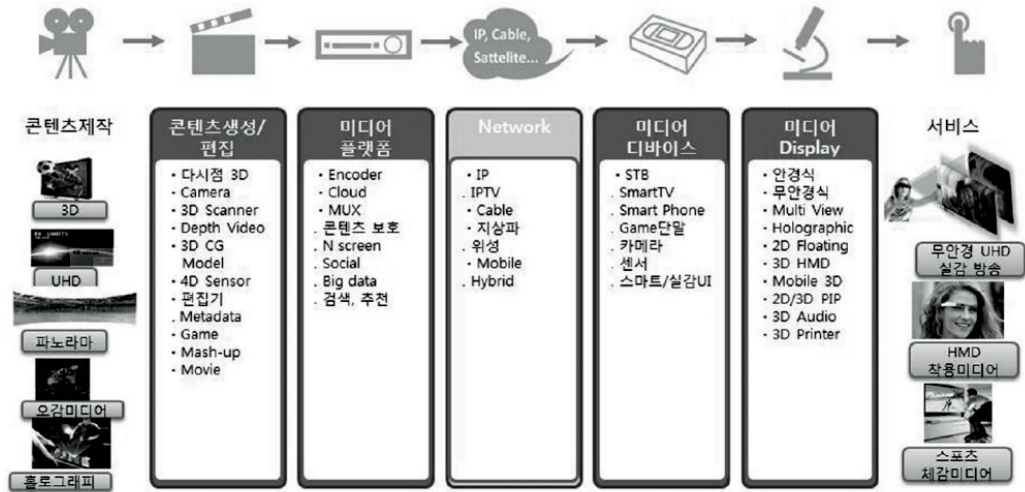 IP, Cable,
Sattelite...
콘텐츠제작
3D
UHD
파노라마
오감미디어
홀로그래피
콘텐츠생성/
편집
· 다시점 3D
· Camera
· 3D Scanner
· Depth Video
· 3D CG
Model
· 4D Sensor
· 편집기
. Metadata
· Game
· Mash-up
· Movie
미디어
플랫폼
· Encoder
· Cloud
· MUX
. 콘텐츠 보호
. N screen
. Social
. Big data
. 검색, 추천
Network
· IP
. IPTV
· Cable
· 지상파
. 위성
· Mobile
. Hybrid
미디어
디바이스
· STB
. SmartTV
. Smart Phone
. Game단말
. 카메라
. 센서
. 스마트/실감UI
미디어
Display
· 안경식
· 무안경식
· Multi View
· Holographic
· 2D Floating
· 3D HMD
· Mobile 3D
· 2D/3D PIP
· 3D Audio
· 3D Printer
서비스
무안경 UHD
실감 방송
HMD
착용미디어
스포츠
체감미디어